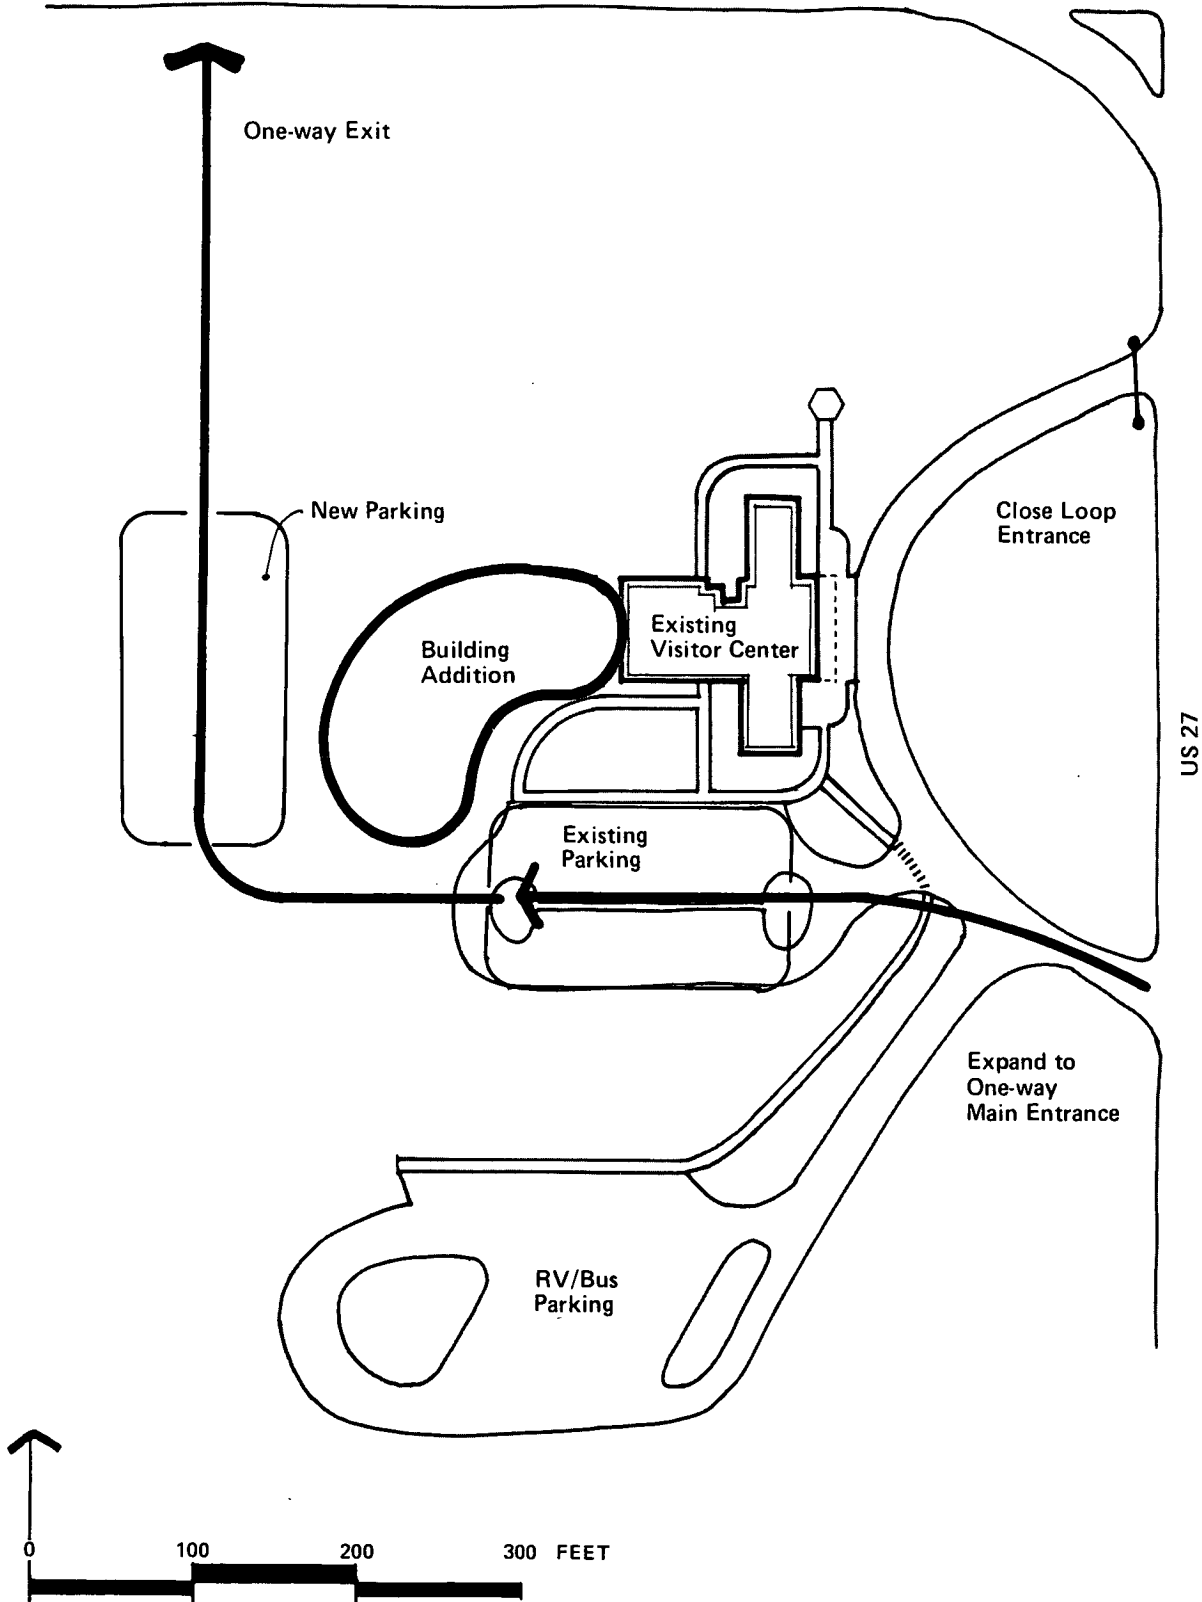 One-way Exit
New Parking
Close Loop
Entrance
Existing
Visitor Center
Building
Addition
US 27
Existing
Parking
Expand to
One-way
Main Entrance
RV/Bus
Parking
0 100 200 300 FEET